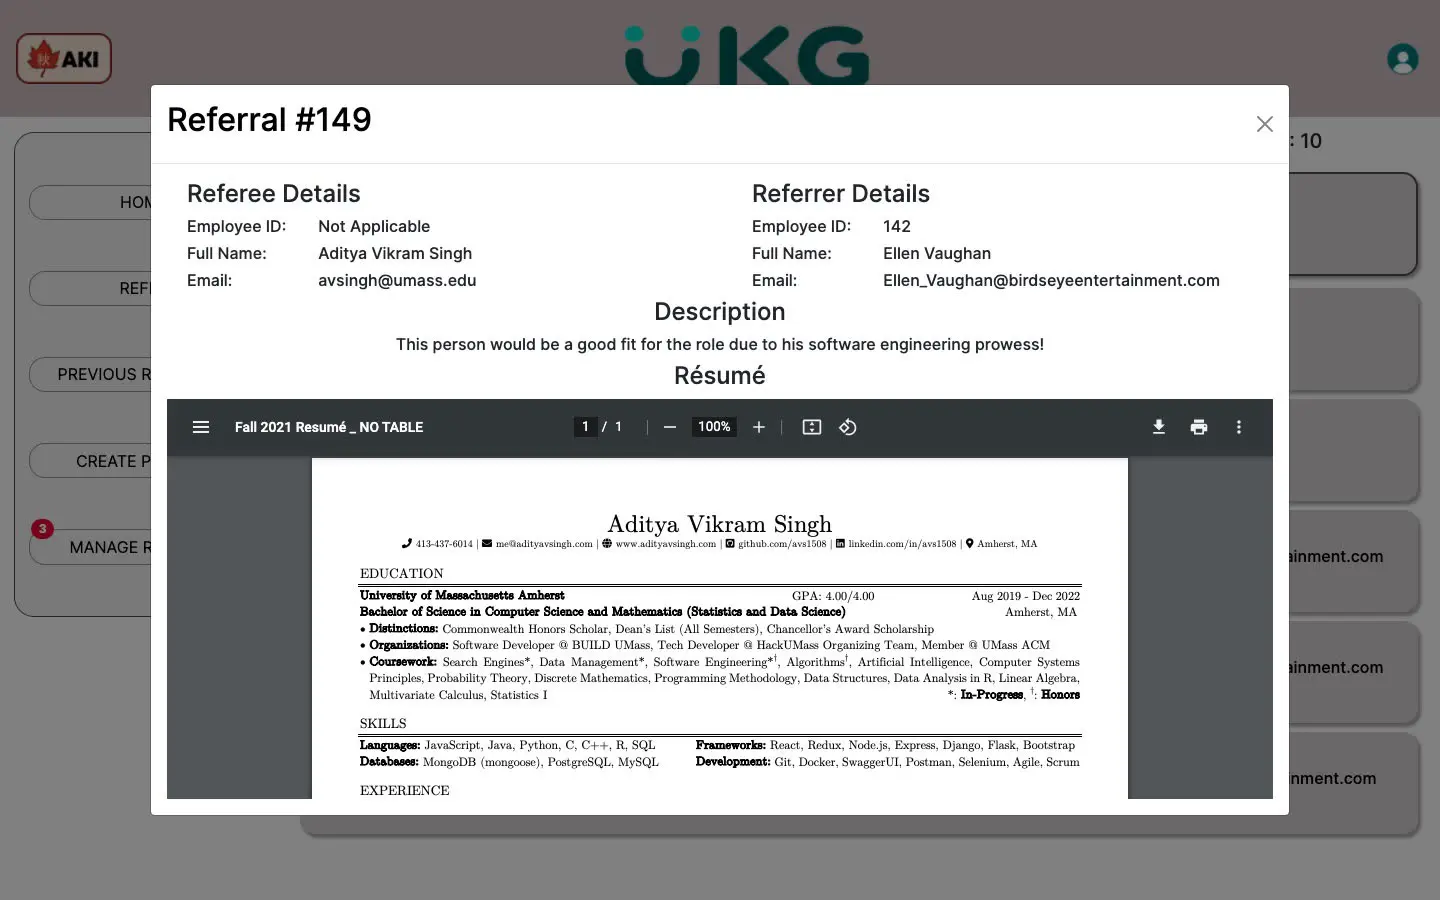 秋 AKI
UKG
Referral #149
: 10
Referee Details
Employee ID: Not Applicable
Full Name: Aditya Vikram Singh
Email: avsingh@umass.edu
Referrer Details
Employee ID: 142
Full Name: Ellen Vaughan
Email: Ellen_Vaughan@birdseyeentertainment.com
Description
This person would be a good fit for the role due to his software engineering prowess!
Résumé
Fall 2021 Resumé _ NO TABLE 1 / 1 100%
Aditya Vikram Singh
413-437-6014 | me@adityavsingh.com | www.adityavsingh.com | github.com/avs1508 | linkedin.com/in/avs1508 | Amherst, MA
EDUCATION
University of Massachusetts Amherst GPA: 4.00/4.00 Aug 2019 - Dec 2022
Bachelor of Science in Computer Science and Mathematics (Statistics and Data Science) Amherst, MA
• Distinctions: Commonwealth Honors Scholar, Dean's List (All Semesters), Chancellor's Award Scholarship
• Organizations: Software Developer @ BUILD UMass, Tech Developer @ HackUMass Organizing Team, Member @ UMass ACM
• Coursework: Search Engines*, Data Management*, Software Engineering*†, Algorithms†, Artificial Intelligence, Computer Systems
Principles, Probability Theory, Discrete Mathematics, Programming Methodology, Data Structures, Data Analysis in R, Linear Algebra,
Multivariate Calculus, Statistics I *: In-Progress, †: Honors
SKILLS
Languages: JavaScript, Java, Python, C, C++, R, SQL Frameworks: React, Redux, Node.js, Express, Django, Flask, Bootstrap
Databases: MongoDB (mongoose), PostgreSQL, MySQL Development: Git, Docker, SwaggerUI, Postman, Selenium, Agile, Scrum
EXPERIENCE
HOM
REF
PREVIOUS R
CREATE P
3
MANAGE R
ainment.com
ainment.com
nment.com